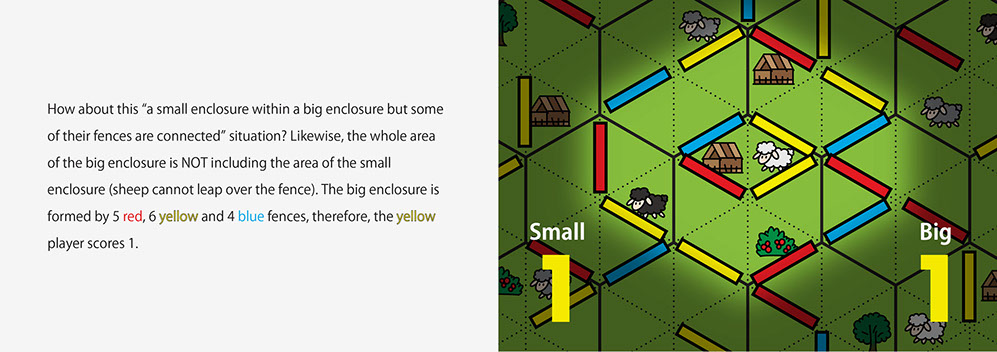 How about this “a small enclosure within a big enclosure but some
of their fences are connected” situation? Likewise, the whole area
of the big enclosure is NOT including the area of the small
enclosure (sheep cannot leap over the fence). The big enclosure is
formed by 5 red, 6 yellow and 4 blue fences, therefore, the yellow
player scores 1.
Small
1
Big
1